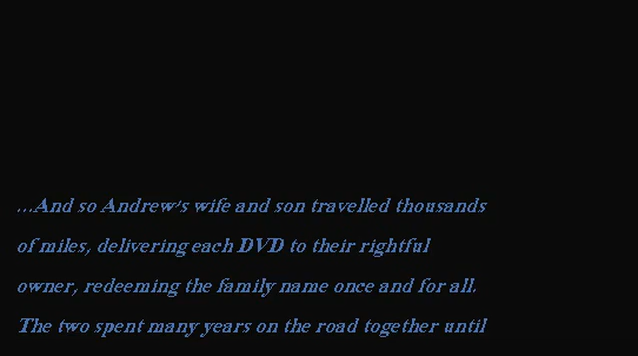 ...And so Andrew's wife and son travelled thousands
of miles, delivering each DVD to their rightful
owner, redeeming the family name once and for all.
The two spent many years on the road together until